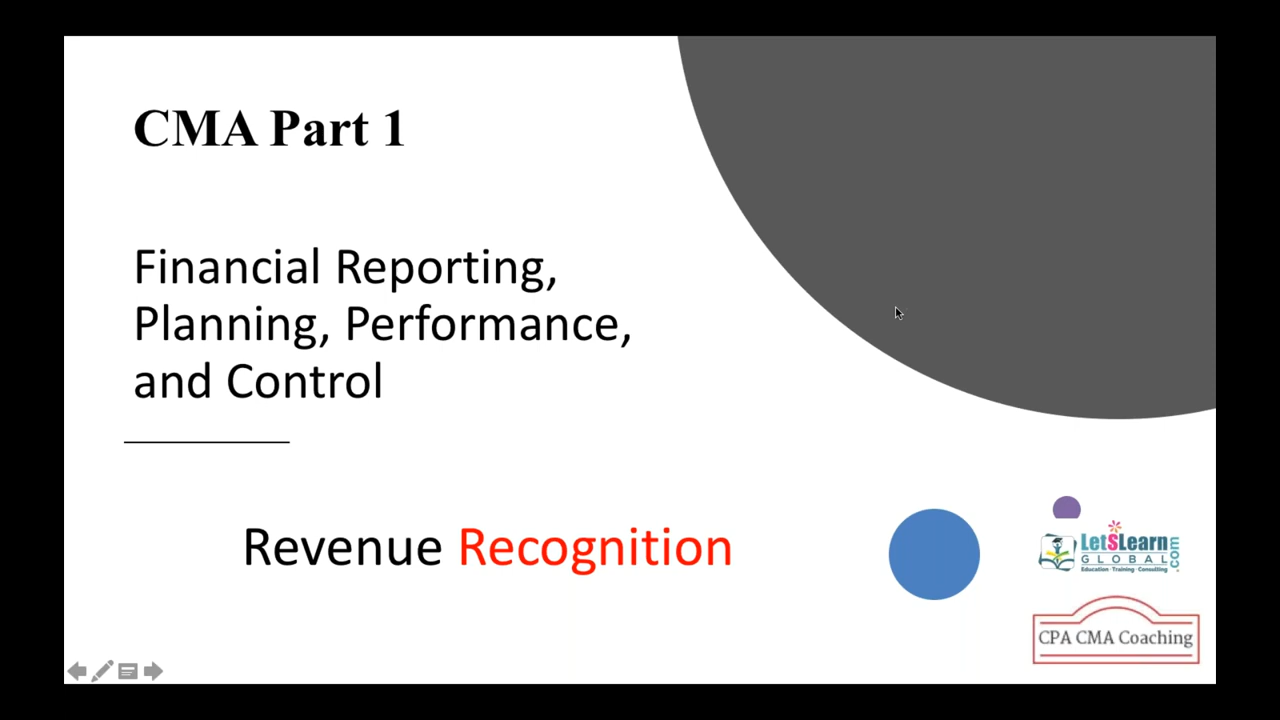 CMA Part 1
Financial Reporting,
Planning, Performance,
and Control
Revenue Recognition
LetSLearn
GLOBAL
.com
Education · Training · Consulting
CPA CMA Coaching